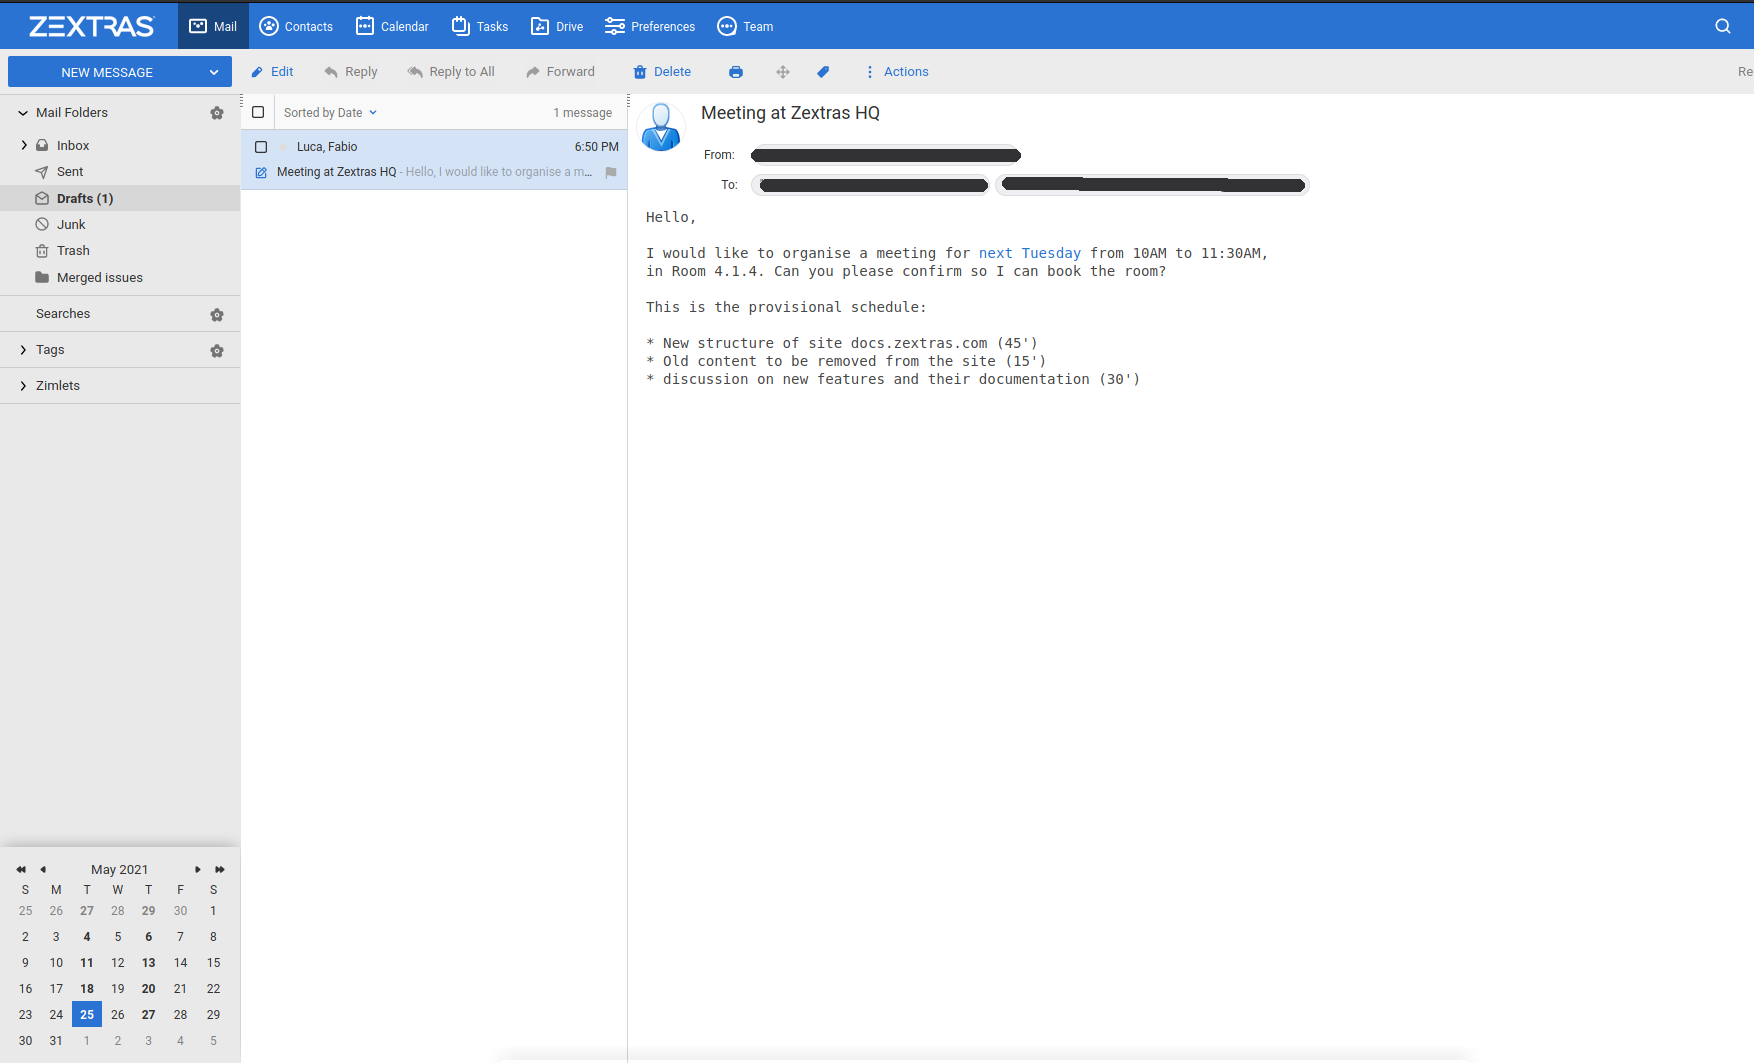 ZEXTRAS Mail Contacts Calendar Tasks Drive Preferences Team
NEW MESSAGE Edit Reply Reply to All Forward Delete Actions Re
Mail Folders
Inbox
Sent
Drafts (1)
Junk
Trash
Merged issues
Searches
Tags
Zimlets
May 2021
S M T W T F S
25 26 27 28 29 30 1
2 3 4 5 6 7 8
9 10 11 12 13 14 15
16 17 18 19 20 21 22
23 24 25 26 27 28 29
30 31 1 2 3 4 5
Sorted by Date 1 message
Luca, Fabio 6:50 PM
Meeting at Zextras HQ - Hello, I would like to organise a m...
Meeting at Zextras HQ
From:
To:
Hello,
I would like to organise a meeting for next Tuesday from 10AM to 11:30AM,
in Room 4.1.4. Can you please confirm so I can book the room?
This is the provisional schedule:
* New structure of site docs.zextras.com (45')
* Old content to be removed from the site (15')
* discussion on new features and their documentation (30')